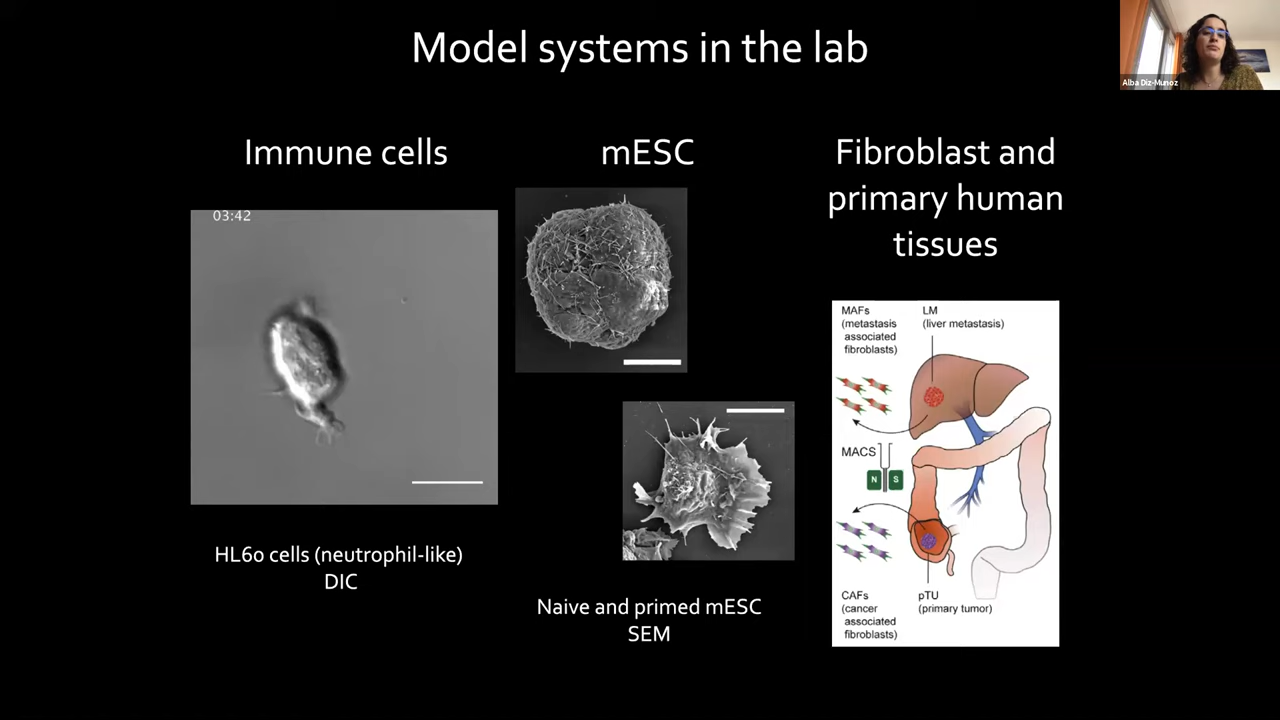 Model systems in the lab
Alba Diz-Munoz
Immune cells
mESC
Fibroblast and
primary human
tissues
03:42
HL60 cells (neutrophil-like)
DIC
Naive and primed mESC
SEM
MAFs
(metastasis
associated
fibroblasts)
LM
(liver metastasis)
MACS
N S
CAFs
(cancer
associated
fibroblasts)
pTU
(primary tumor)